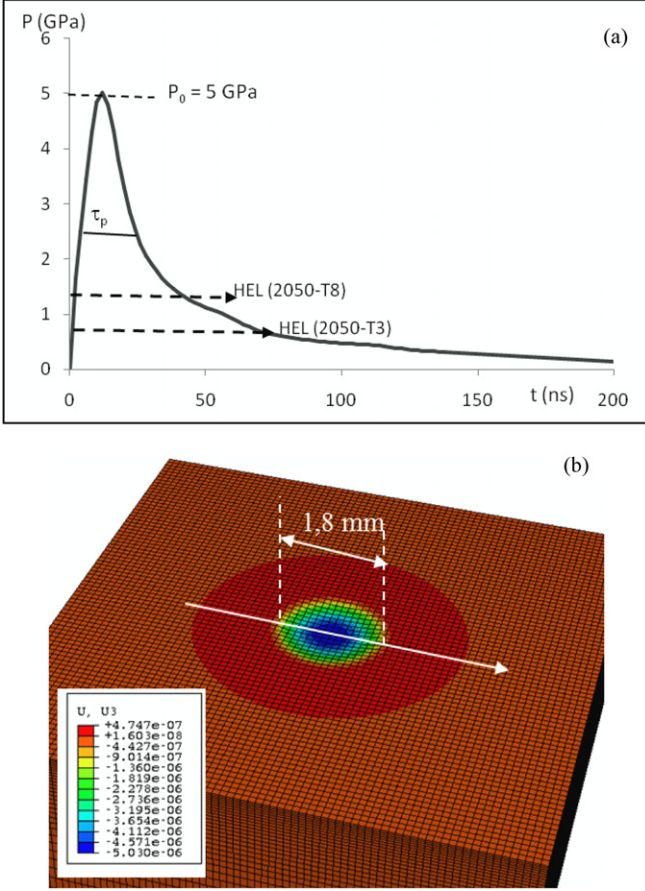 P (GPa)
(a)
6
5
4
3
2
1
0
P0 = 5 GPa
τp
HEL (2050-T8)
HEL (2050-T3)
0
50
100
150
200
t (ns)
(b)
1,8 mm
U, U3
+4.747e-07
+1.603e-08
-4.427e-07
-9.014e-07
-1.360e-06
-1.819e-06
-2.278e-06
-2.736e-06
-3.195e-06
-3.654e-06
-4.112e-06
-4.571e-06
-5.030e-06